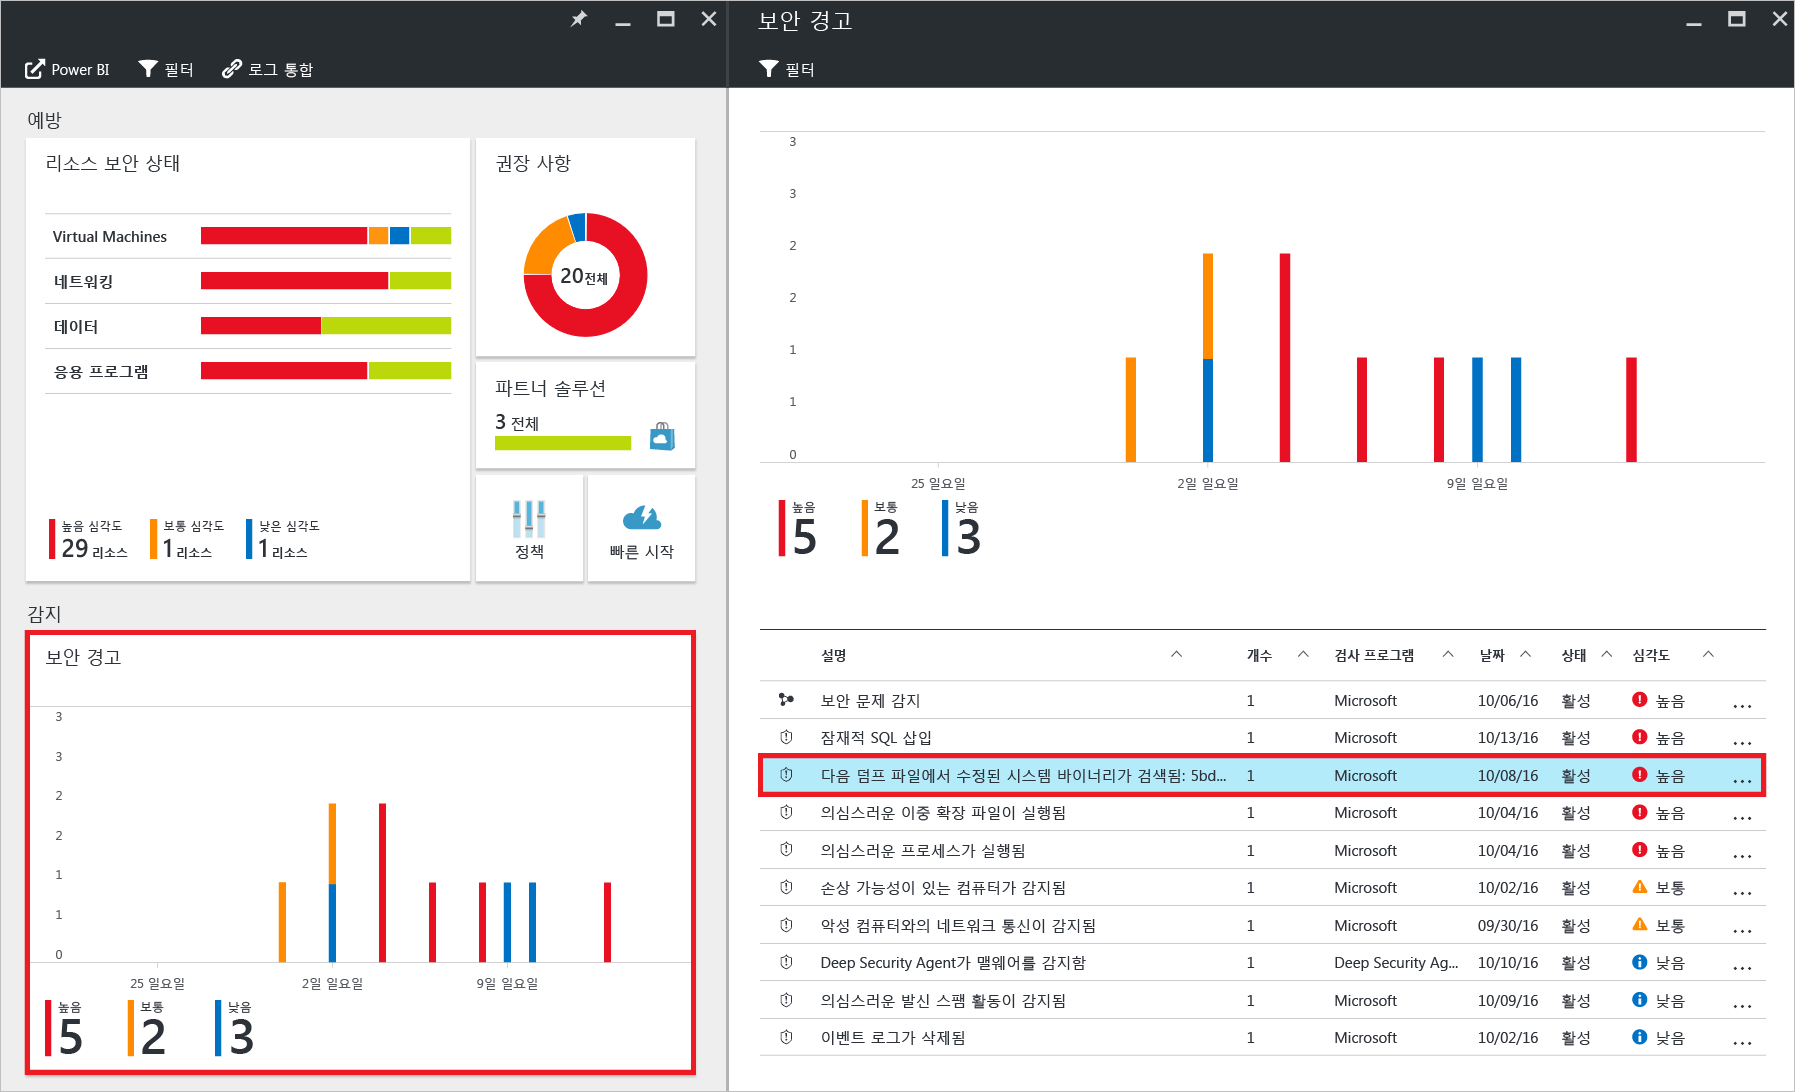 보안 경고
Power BI
필터
로그 통합
필터
예방
리소스 보안 상태
Virtual Machines
네트워킹
데이터
응용 프로그램
높음 심각도
29 리소스
보통 심각도
1 리소스
낮은 심각도
1 리소스
권장 사항
20전체
파트너 솔루션
3 전체
정책
빠른 시작
감지
보안 경고
3
3
2
2
1
1
0
25 일요일
2일 일요일
9일 일요일
높음
5
보통
2
낮음
3
3
3
2
2
1
1
0
25 일요일
2일 일요일
9일 일요일
높음
5
보통
2
낮음
3
설명 개수 검사 프로그램 날짜 상태 심각도
보안 문제 감지 1 Microsoft 10/06/16 활성 높음 ...
잠재적 SQL 삽입 1 Microsoft 10/13/16 활성 높음 ...
다음 덤프 파일에서 수정된 시스템 바이너리가 검색됨: 5bd... 1 Microsoft 10/08/16 활성 높음 ...
의심스러운 이중 확장 파일이 실행됨 1 Microsoft 10/04/16 활성 높음 ...
의심스러운 프로세스가 실행됨 1 Microsoft 10/04/16 활성 높음 ...
손상 가능성이 있는 컴퓨터가 감지됨 1 Microsoft 10/02/16 활성 보통 ...
악성 컴퓨터와의 네트워크 통신이 감지됨 1 Microsoft 09/30/16 활성 보통 ...
Deep Security Agent가 맬웨어를 감지함 1 Deep Security Ag... 10/10/16 활성 낮음 ...
의심스러운 발신 스팸 활동이 감지됨 1 Microsoft 10/09/16 활성 낮음 ...
이벤트 로그가 삭제됨 1 Microsoft 10/02/16 활성 낮음 ...